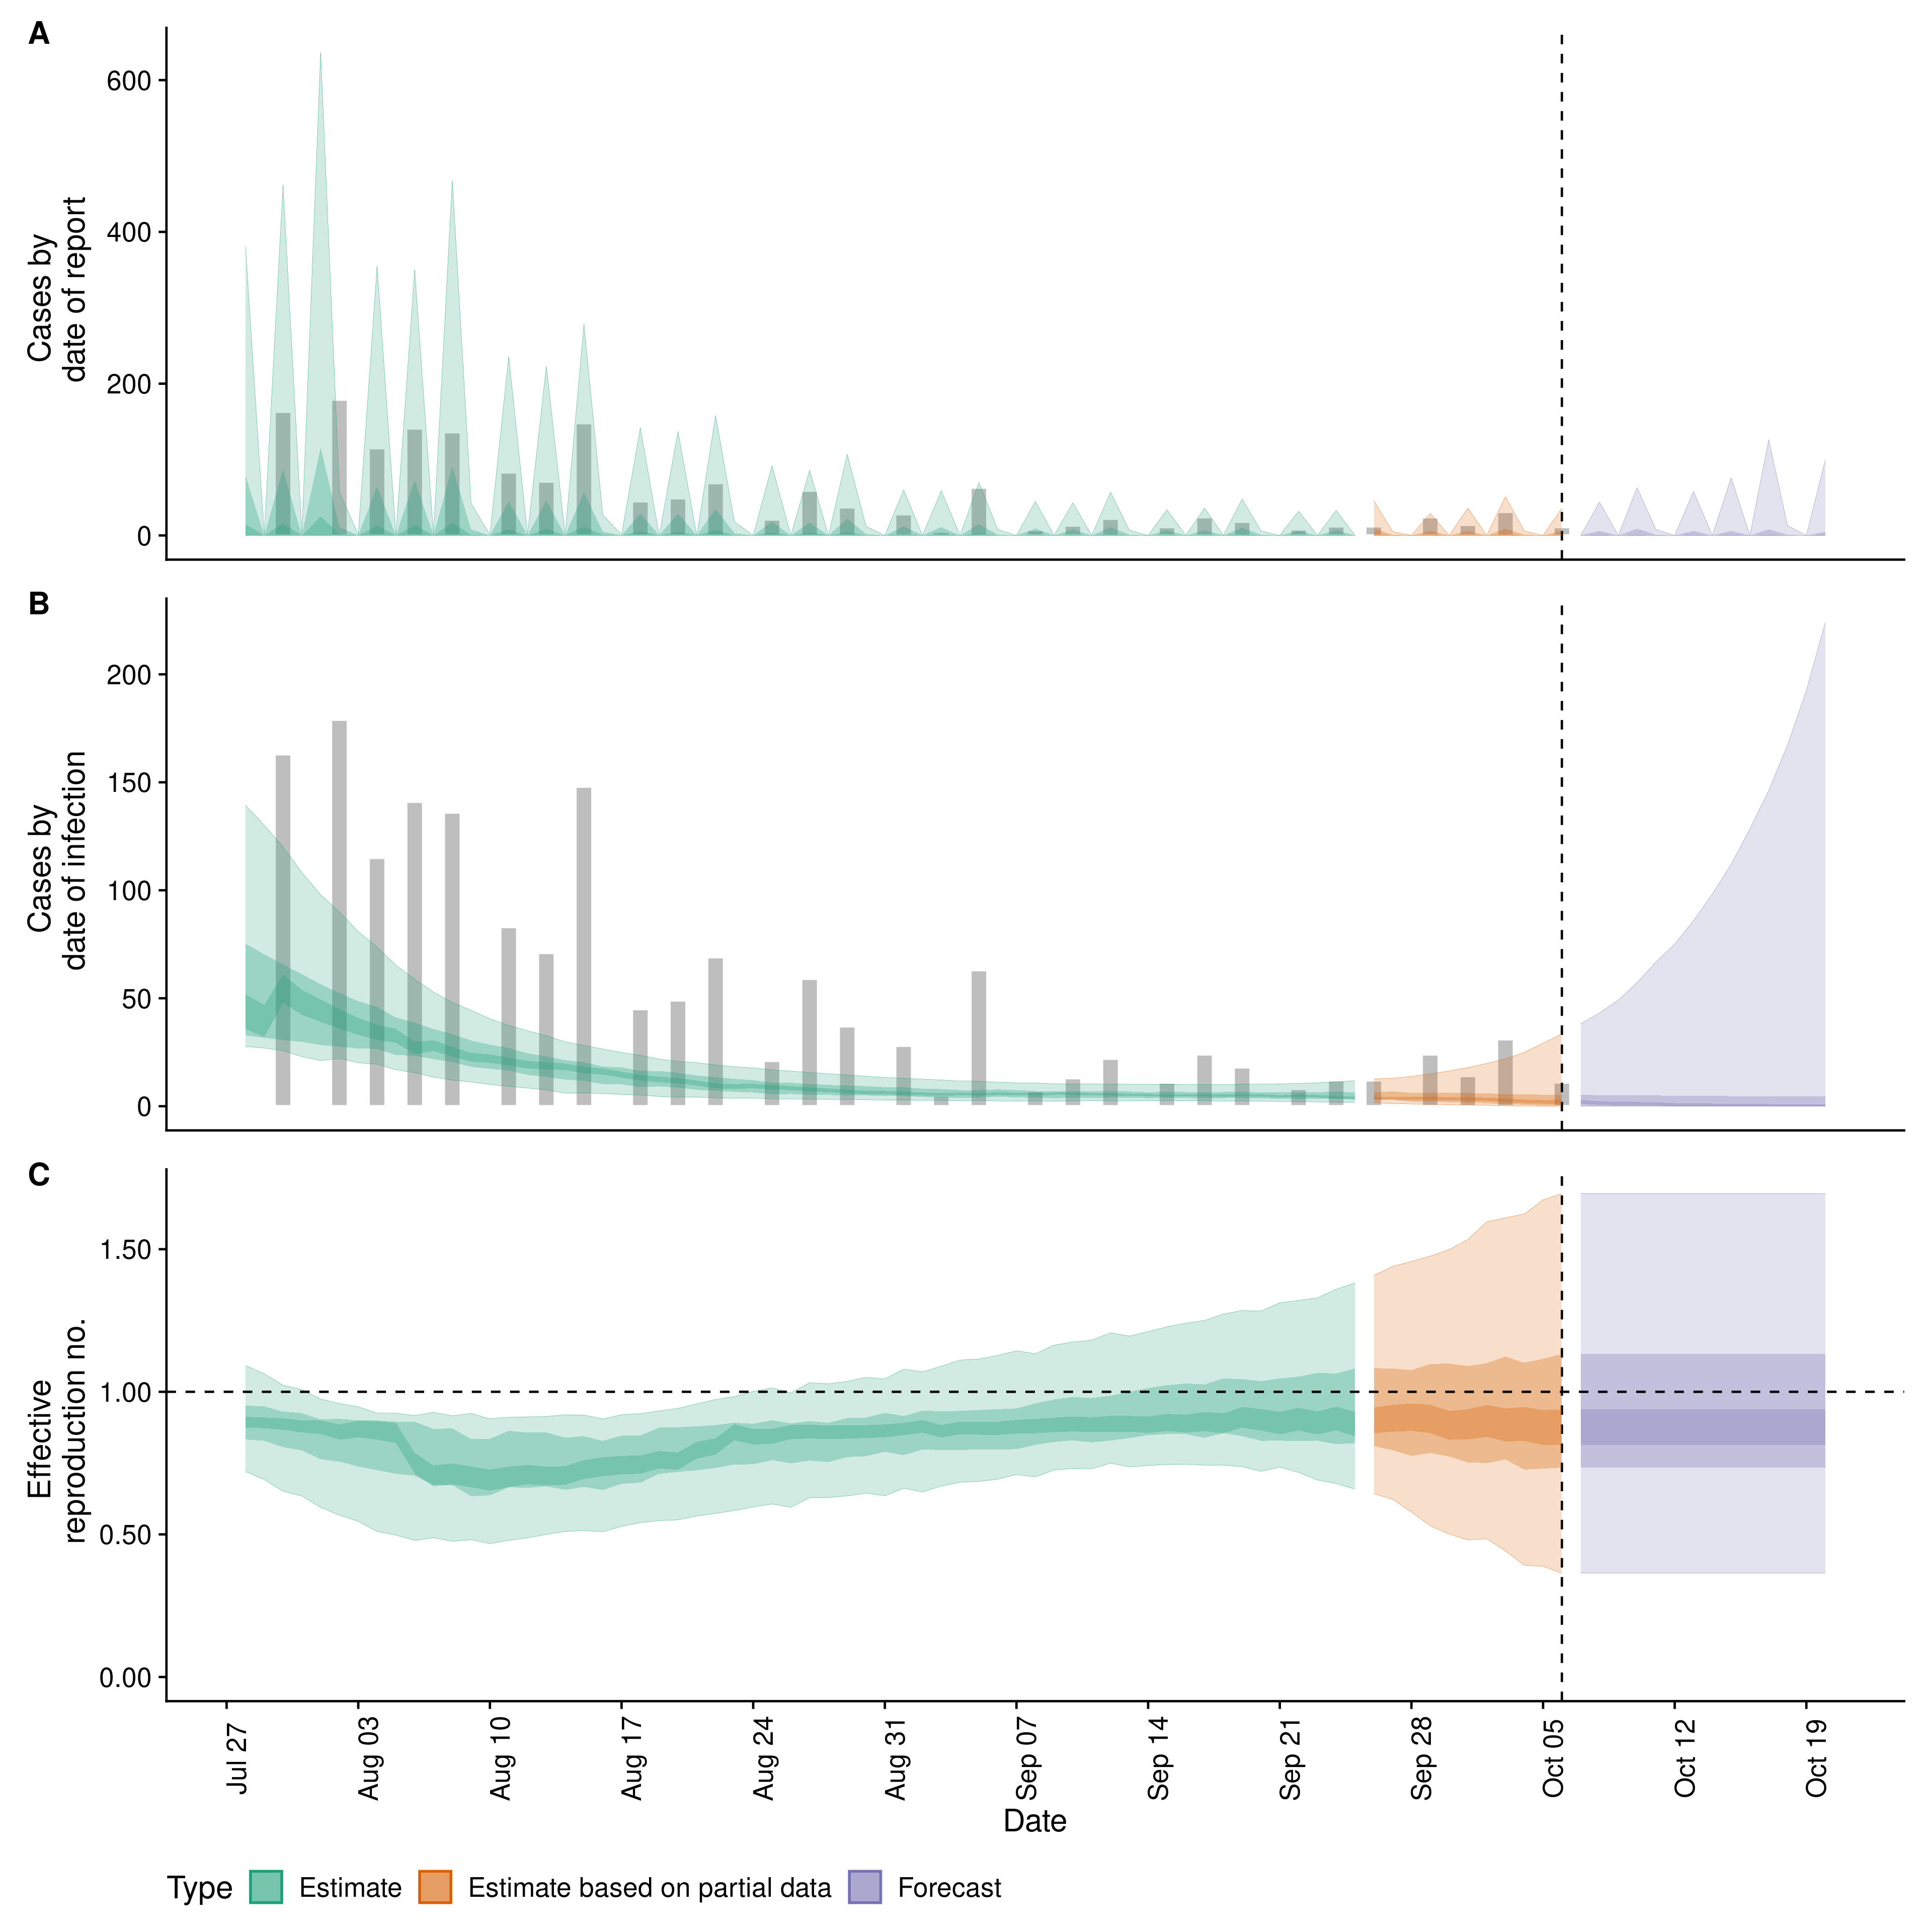 A
600
400
200
0
Cases by
date of report
B
200
150
100
50
0
Cases by
date of infection
C
1.50
1.00
0.50
0.00
Effective
reproduction no.
Jul 27
Aug 03
Aug 10
Aug 17
Aug 24
Aug 31
Sep 07
Sep 14
Sep 21
Sep 28
Oct 05
Oct 12
Oct 19
Date
Type Estimate Estimate based on partial data Forecast